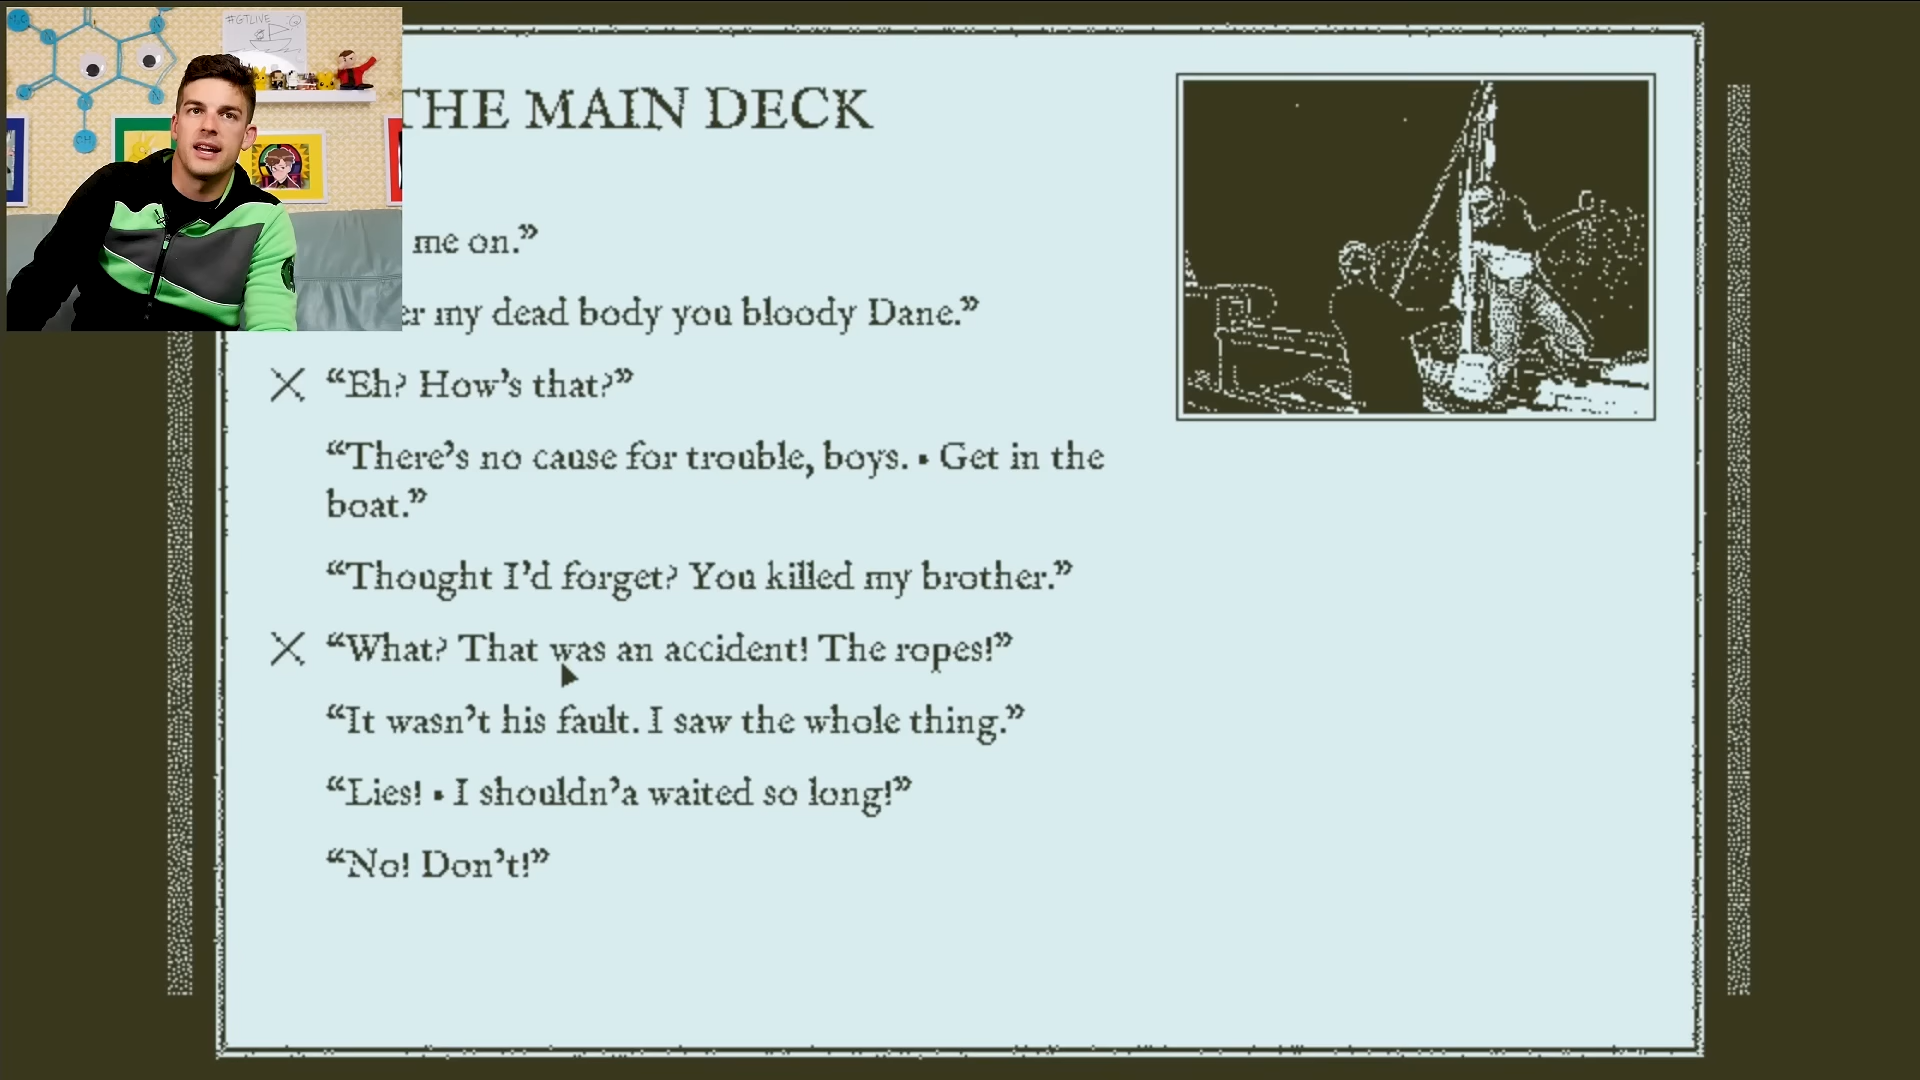 #GTLIVE
OH
THE MAIN DECK
me on.”
my dead body you bloody Dane.”
“Eh? How’s that?”
“There’s no cause for trouble, boys. • Get in the
boat.”
“Thought I’d forget? You killed my brother.”
“What? That was an accident! The ropes!”
“It wasn’t his fault. I saw the whole thing.”
“Lies! • I shouldn’a waited so long!”
“No! Don’t!”